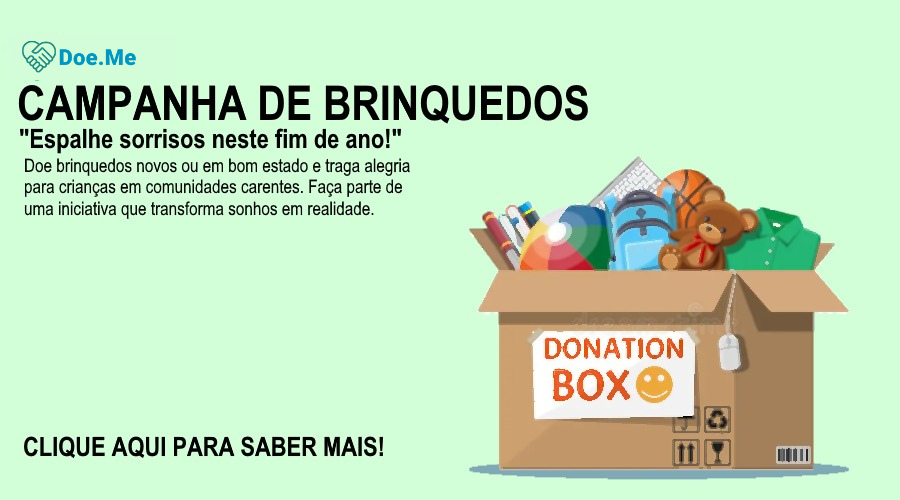 Doe.Me
CAMPANHA DE BRINQUEDOS
"Espalhe sorrisos neste fim de ano!"
Doe brinquedos novos ou em bom estado e traga alegria
para crianças em comunidades carentes. Faça parte de
uma iniciativa que transforma sonhos em realidade.
DONATION
BOX
CLIQUE AQUI PARA SABER MAIS!